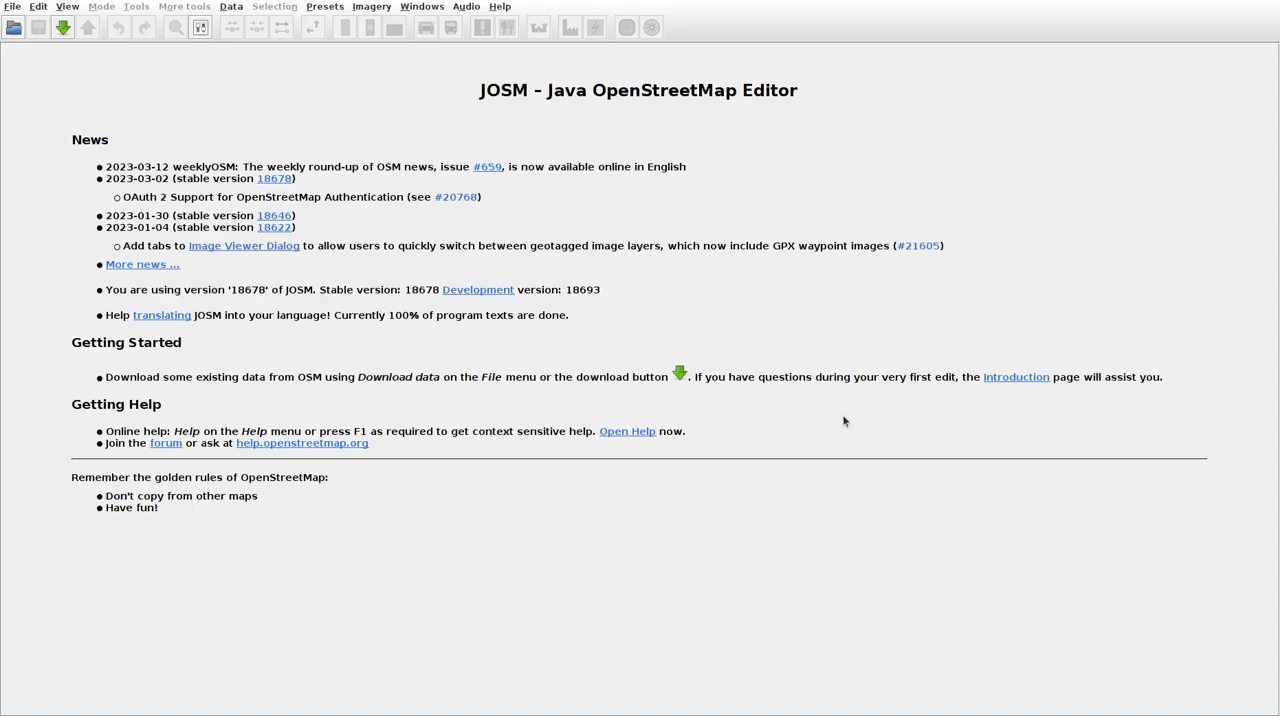 File Edit View Mode Tools More tools Data Selection Presets Imagery Windows Audio Help
JOSM – Java OpenStreetMap Editor
News
2023-03-12 weeklyOSM: The weekly round-up of OSM news, issue #659, is now available online in English
2023-03-02 (stable version 18678)
OAuth 2 Support for OpenStreetMap Authentication (see #20768)
2023-01-30 (stable version 18646)
2023-01-04 (stable version 18622)
Add tabs to Image Viewer Dialog to allow users to quickly switch between geotagged image layers, which now include GPX waypoint images (#21605)
More news ...
You are using version '18678' of JOSM. Stable version: 18678 Development version: 18693
Help translating JOSM into your language! Currently 100% of program texts are done.
Getting Started
Download some existing data from OSM using Download data on the File menu or the download button . If you have questions during your very first edit, the Introduction page will assist you.
Getting Help
Online help: Help on the Help menu or press F1 as required to get context sensitive help. Open Help now.
Join the forum or ask at help.openstreetmap.org
Remember the golden rules of OpenStreetMap:
Don't copy from other maps
Have fun!